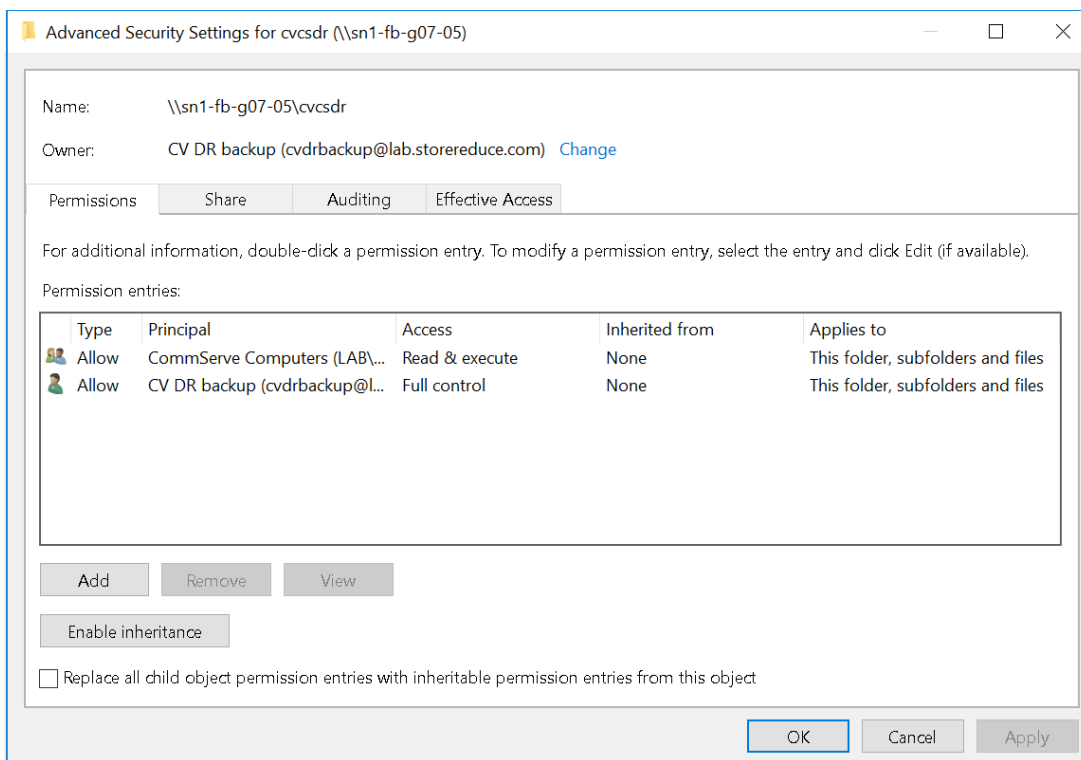 Advanced Security Settings for cvcsdr (\\sn1-fb-g07-05)
Name: \\sn1-fb-g07-05\cvcsdr
Owner: CV DR backup (cvdrbackup@lab.storereduce.com) Change
Permissions Share Auditing Effective Access
For additional information, double-click a permission entry. To modify a permission entry, select the entry and click Edit (if available).
Permission entries:
Type Principal Access Inherited from Applies to
Allow CommServe Computers (LAB\... Read & execute None This folder, subfolders and files
Allow CV DR backup (cvdrbackup@l... Full control None This folder, subfolders and files
Add Remove View
Enable inheritance
Replace all child object permission entries with inheritable permission entries from this object
OK Cancel Apply